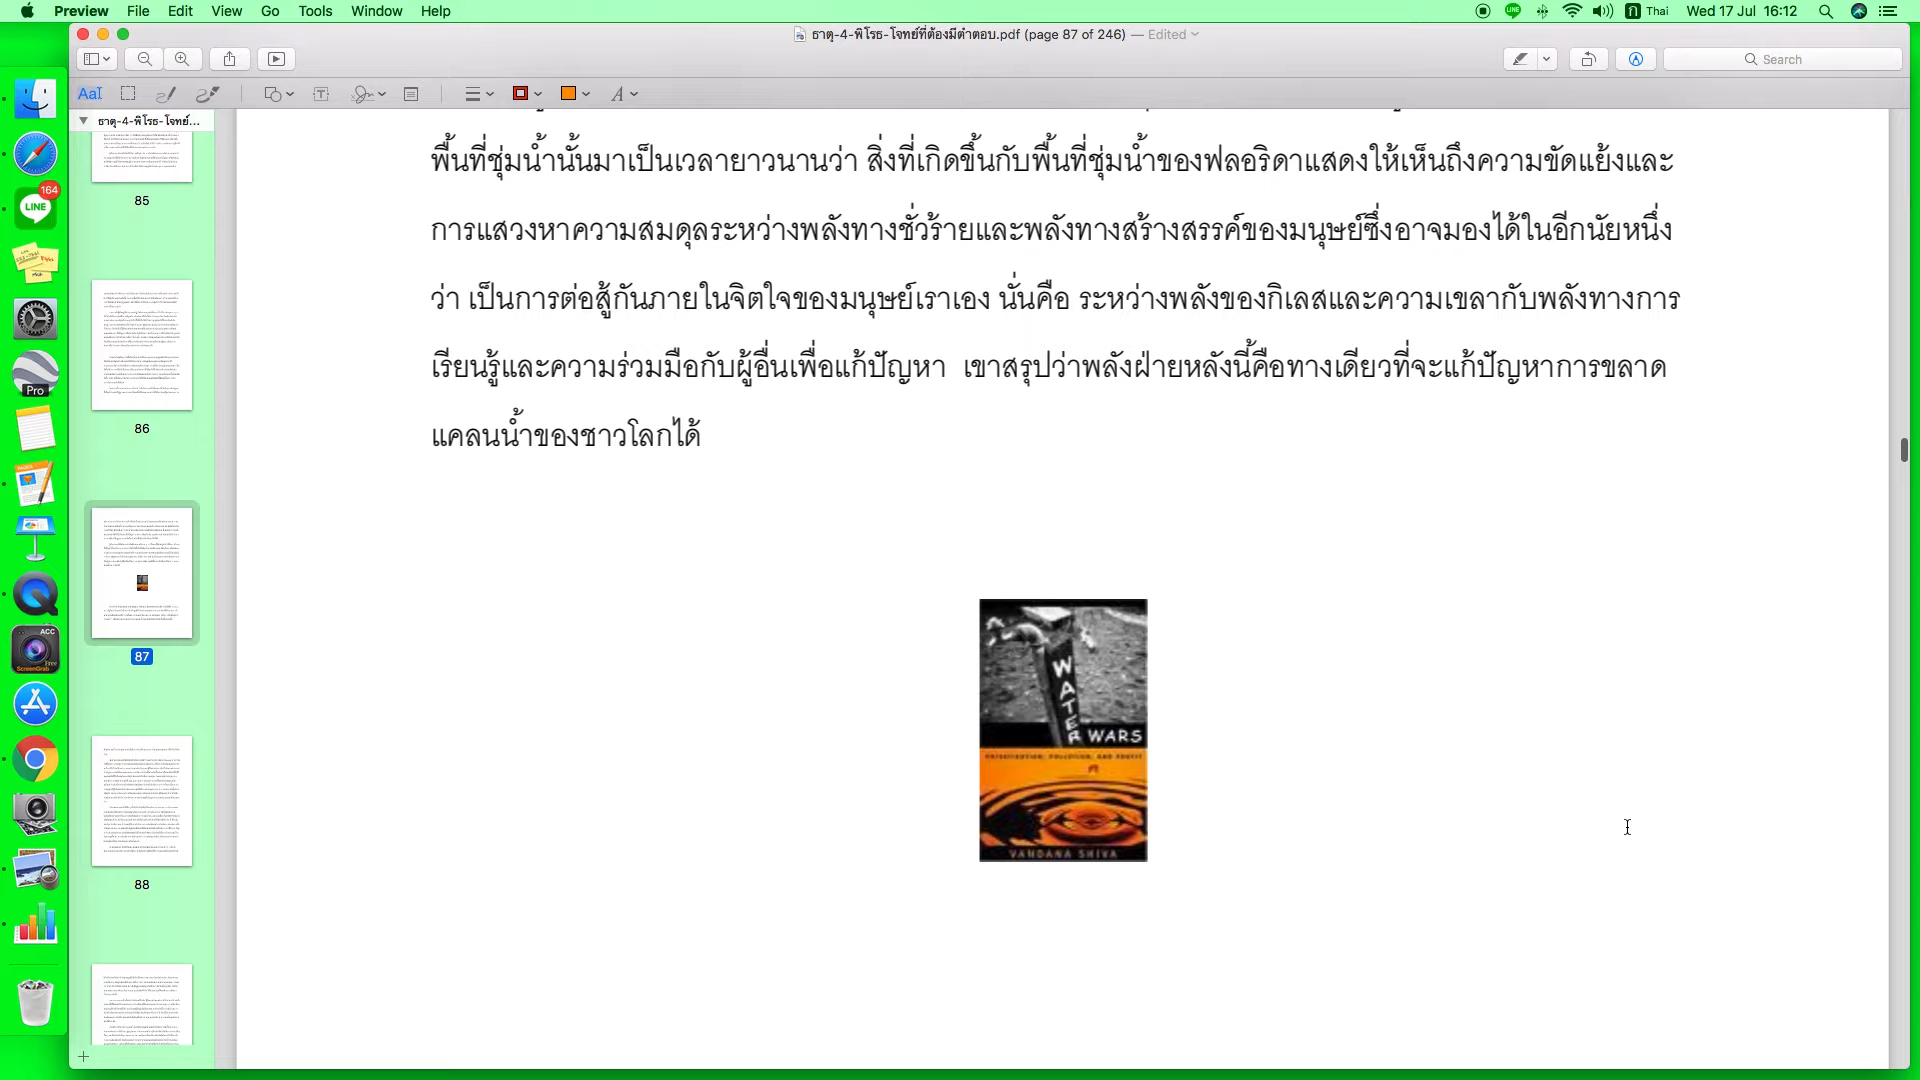 Preview File Edit View Go Tools Window Help
LINE ก Thai Wed 17 Jul 16:12
ธาตุ-4-พิโรธ-โจทย์ที่ต้องมีคำตอบ.pdf (page 87 of 246) — Edited
Search
AaI T A
ธาตุ-4-พิโรธ-โจทย์...
85
86
87
88
164
LINE
Pro
PAGES
ACC
ScreenGrab Free
พื้นที่ชุ่มน้ำนั้นมาเป็นเวลายาวนานว่า สิ่งที่เกิดขึ้นกับพื้นที่ชุ่มน้ำของฟลอริดาแสดงให้เห็นถึงความขัดแย้งและ
การแสวงหาความสมดุลระหว่างพลังทางชั่วร้ายและพลังทางสร้างสรรค์ของมนุษย์ซึ่งอาจมองได้ในอีกนัยหนึ่ง
ว่า เป็นการต่อสู้กันภายในจิตใจของมนุษย์เราเอง นั่นคือ ระหว่างพลังของกิเลสและความเขลากับพลังทางการ
เรียนรู้และความร่วมมือกับผู้อื่นเพื่อแก้ปัญหา เขาสรุปว่าพลังฝ่ายหลังนี้คือทางเดียวที่จะแก้ปัญหาการขลาด
แคลนน้ำของชาวโลกได้
WATER WARS
PRIVATIZATION, POLLUTION, AND PROFIT
VANDANA SHIVA